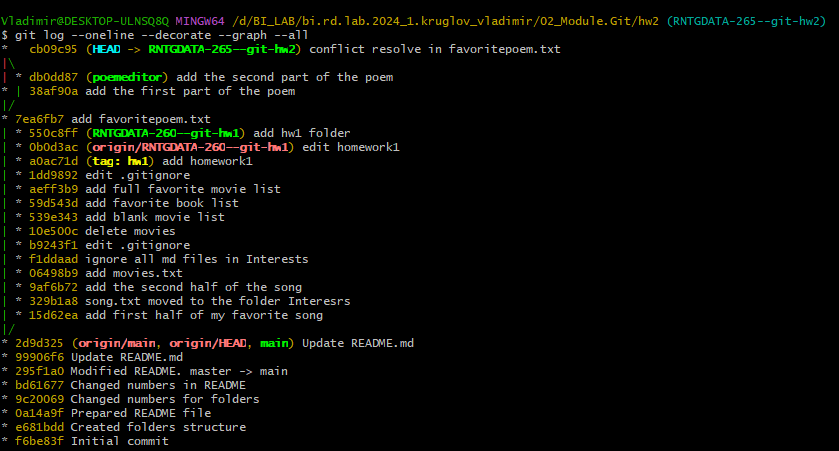 Vladimir@DESKTOP-ULNSQ8Q MINGW64 /d/BI_LAB/bi.rd.lab.2024_1.kruglov_vladimir/02_Module.Git/hw2 (RNTGDATA-265--git-hw2)
$ git log --oneline --decorate --graph --all
*   cb09c95 (HEAD -> RNTGDATA-265--git-hw2) conflict resolve in favoritepoem.txt
|\
| * db0dd87 (poemeditor) add the second part of the poem
* | 38af90a add the first part of the poem
|/
* 7ea6fb7 add favoritepoem.txt
| * 550c8ff (RNTGDATA-260--git-hw1) add hw1 folder
| * 0b0d3ac (origin/RNTGDATA-260--git-hw1) edit homework1
| * a0ac71d (tag: hw1) add homework1
| * 1dd9892 edit .gitignore
| * aeff3b9 add full favorite movie list
| * 59d543d add favorite book list
| * 539e343 add blank movie list
| * 10e500c delete movies
| * b9243f1 edit .gitignore
| * f1ddaad ignore all md files in Interests
| * 06498b9 add movies.txt
| * 9af6b72 add the second half of the song
| * 329b1a8 song.txt moved to the folder Interesrs
| * 15d62ea add first half of my favorite song
|/
* 2d9d325 (origin/main, origin/HEAD, main) Update README.md
* 99906f6 Update README.md
* 295f1a0 Modified README. master -> main
* bd61677 Changed numbers in README
* 9c20069 Changed numbers for folders
* 0a14a9f Prepared README file
* e681bdd Created folders structure
* f6be83f Initial commit